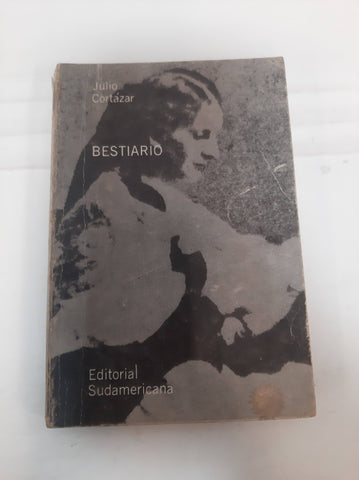 Julio
Cortázar
BESTIARIO
Editorial
Sudamericana